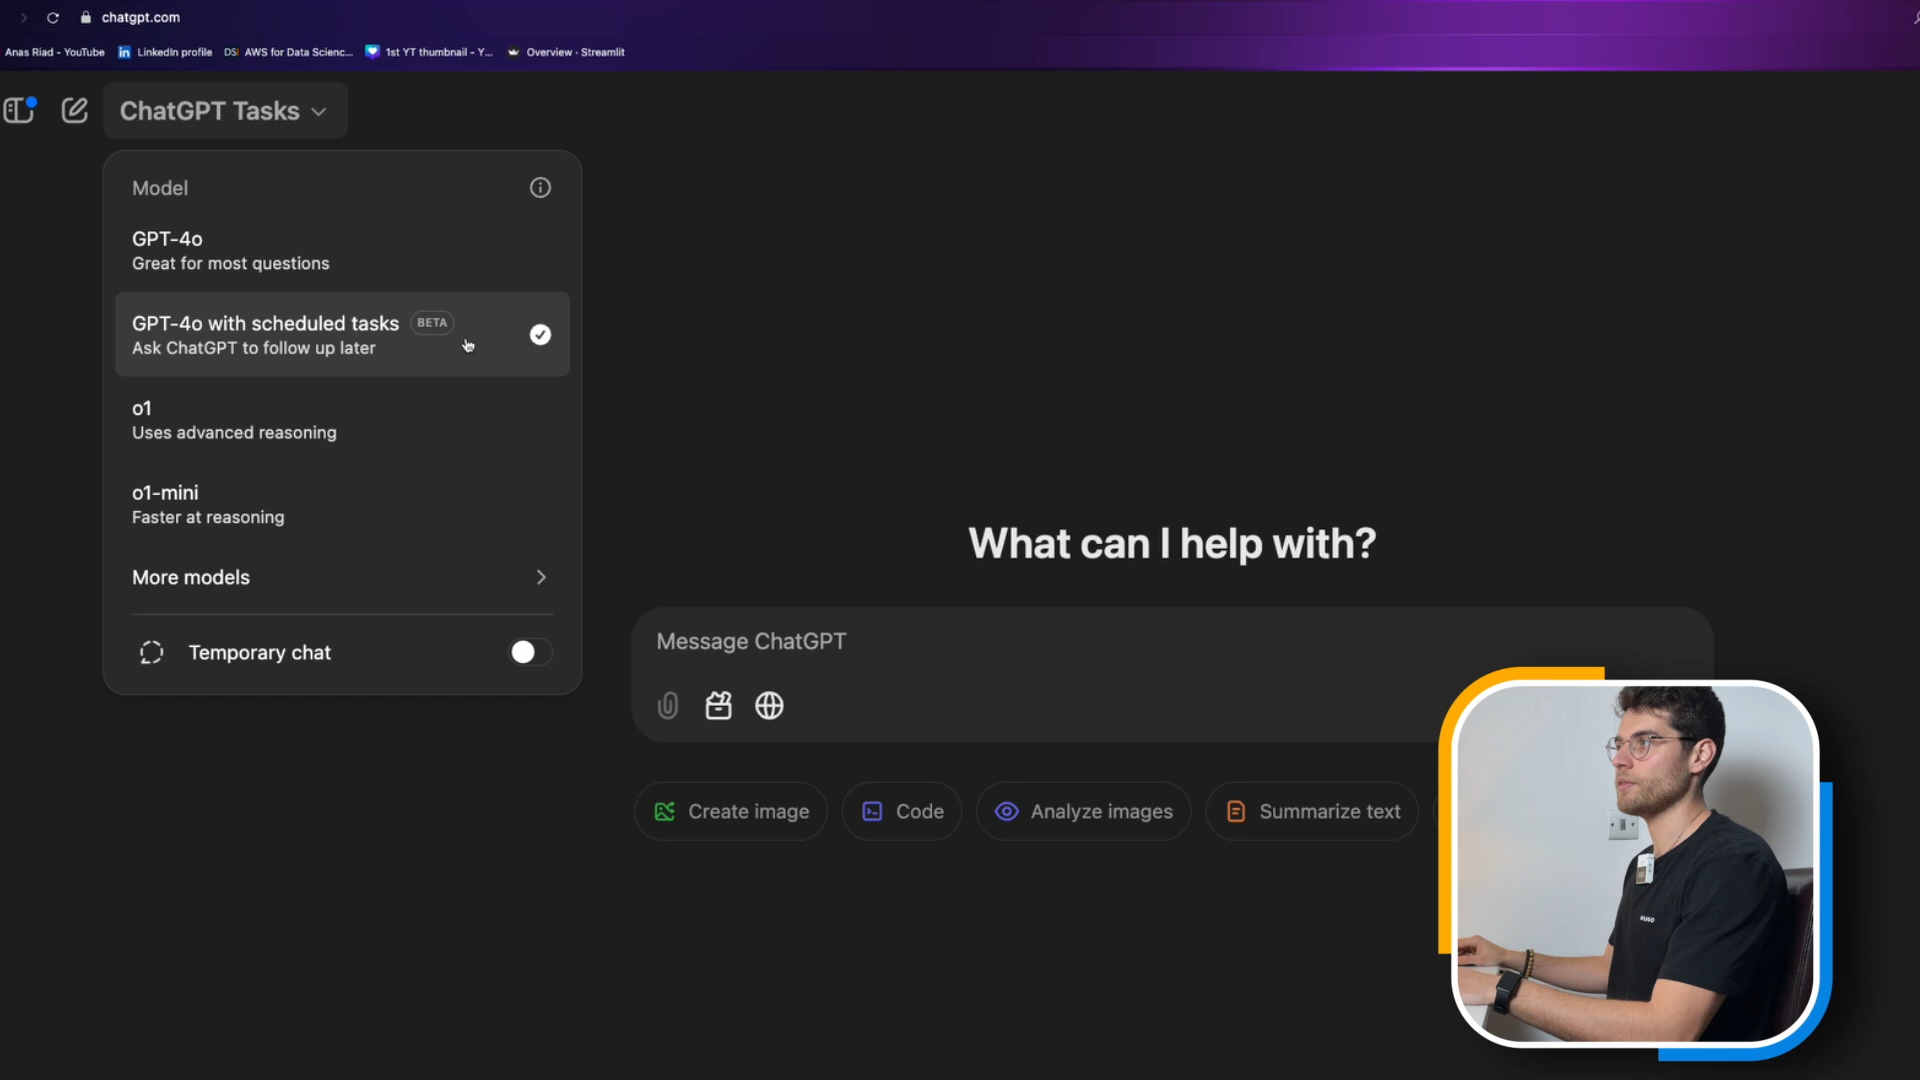 chatgpt.com
Anas Riad - YouTube
in LinkedIn profile
DS AWS for Data Scienc...
1st YT thumbnail - Y...
Overview · Streamlit
ChatGPT Tasks
Model
GPT-4o
Great for most questions
GPT-4o with scheduled tasks BETA
Ask ChatGPT to follow up later
o1
Uses advanced reasoning
o1-mini
Faster at reasoning
More models
Temporary chat
What can I help with?
Message ChatGPT
Create image
Code
Analyze images
Summarize text
HUGO